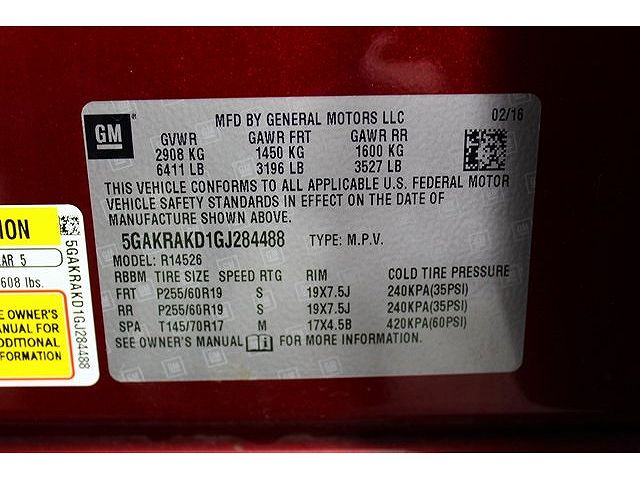 GM
MFD BY GENERAL MOTORS LLC 02/16
GVWR GAWR FRT GAWR RR
2908 KG 1450 KG 1600 KG
6411 LB 3196 LB 3527 LB
THIS VEHICLE CONFORMS TO ALL APPLICABLE U.S. FEDERAL MOTOR
VEHICLE SAFETY STANDARDS IN EFFECT ON THE DATE OF
MANUFACTURE SHOWN ABOVE.
5GAKRAKD1GJ284488 TYPE: M.P.V.
MODEL: R14526
RBBM TIRE SIZE SPEED RTG RIM COLD TIRE PRESSURE
FRT P255/60R19 S 19X7.5J 240KPA(35PSI)
RR P255/60R19 S 19X7.5J 240KPA(35PSI)
SPA T145/70R17 M 17X4.5B 420KPA(60PSI)
SEE OWNER'S MANUAL FOR MORE INFORMATION.
ION
AR 5
608 lbs.
E OWNER'S
ANUAL FOR
DDITIONAL
ORMATION
5GAKRAKD1GJ284488